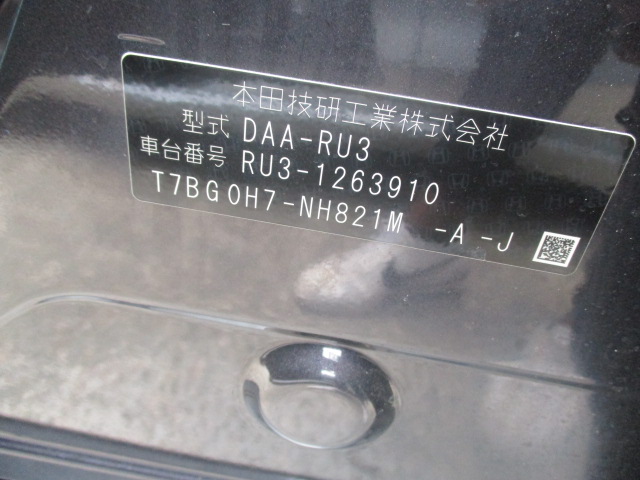 本田技研工業株式会社
型式 DAA-RU3
車台番号 RU3-1263910
T7BG0H7-NH821M -A -J